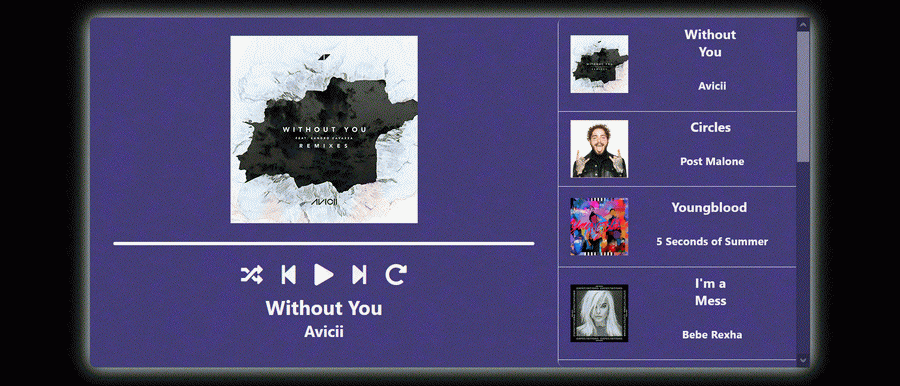 WITHOUT YOU
FEAT. SANDRO CAVAZZA
REMIXES
AVICII
Without You
Avicii
Without
You
Avicii
Circles
Post Malone
Youngblood
5 Seconds of Summer
I'm a
Mess
Bebe Rexha